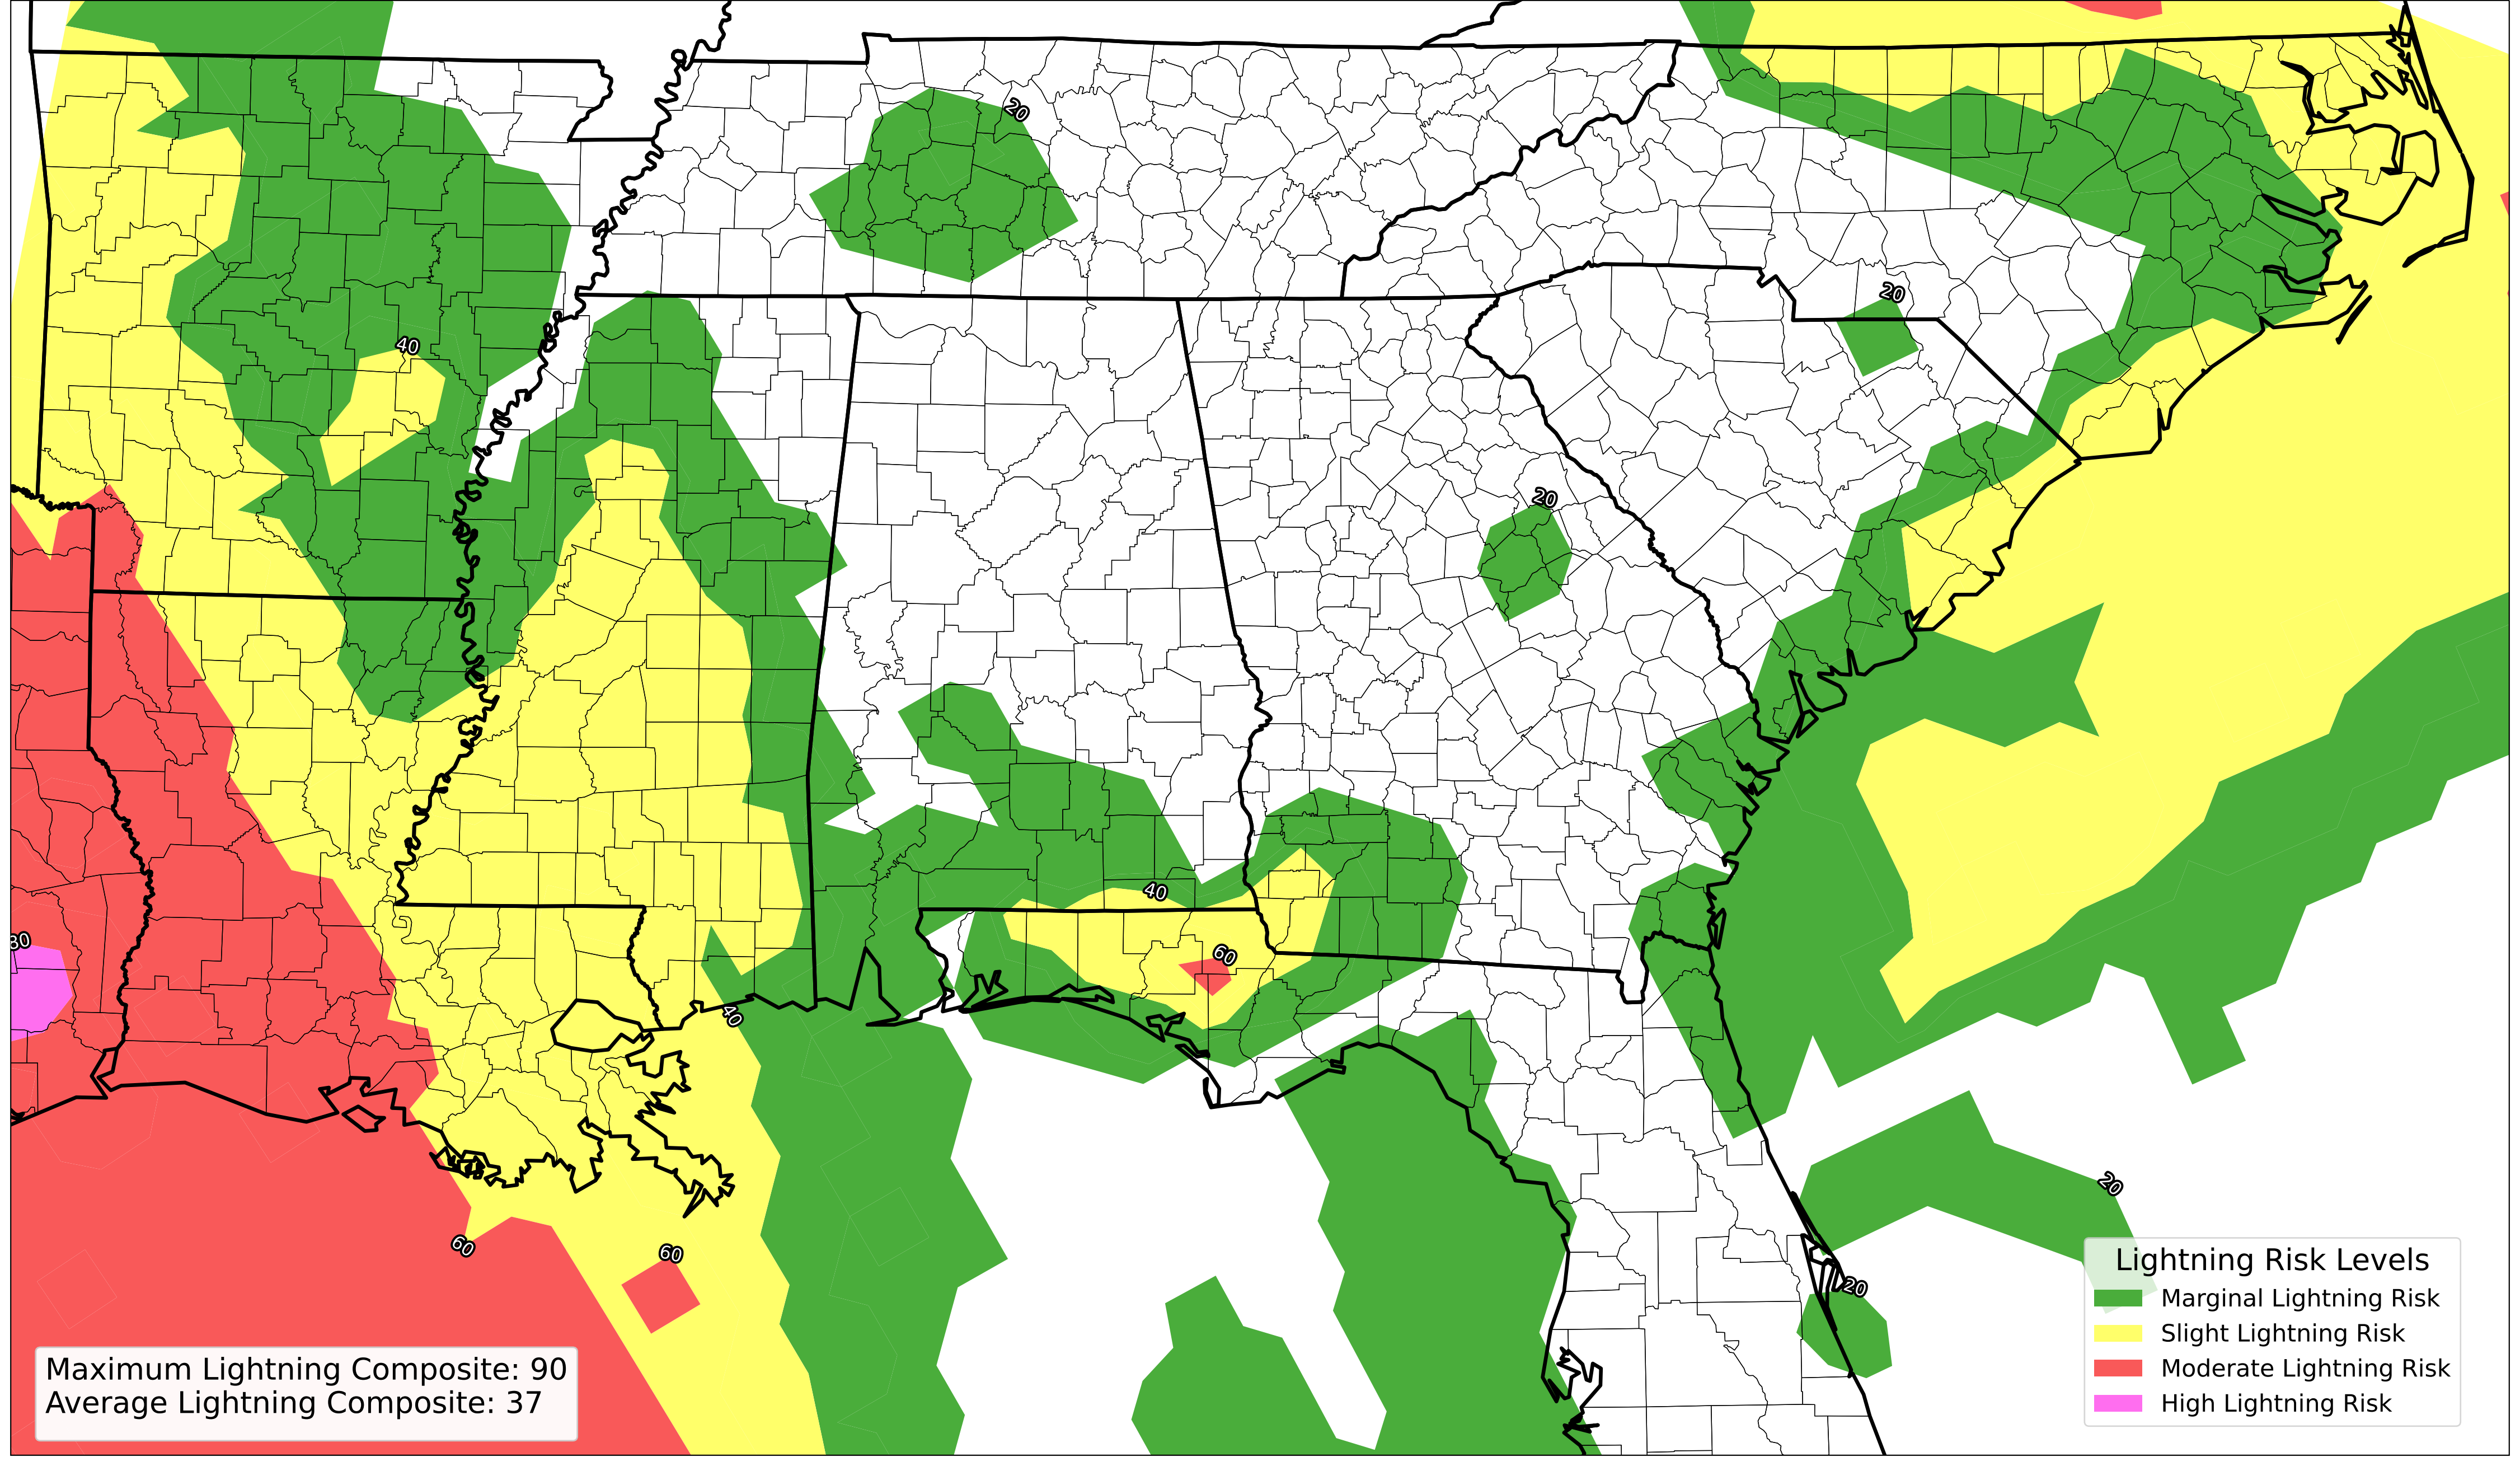 20
40
20
20
40
60
80
40
20
60
60
20
Lightning Risk Levels
Marginal Lightning Risk
Slight Lightning Risk
Moderate Lightning Risk
High Lightning Risk
Maximum Lightning Composite: 90
Average Lightning Composite: 37